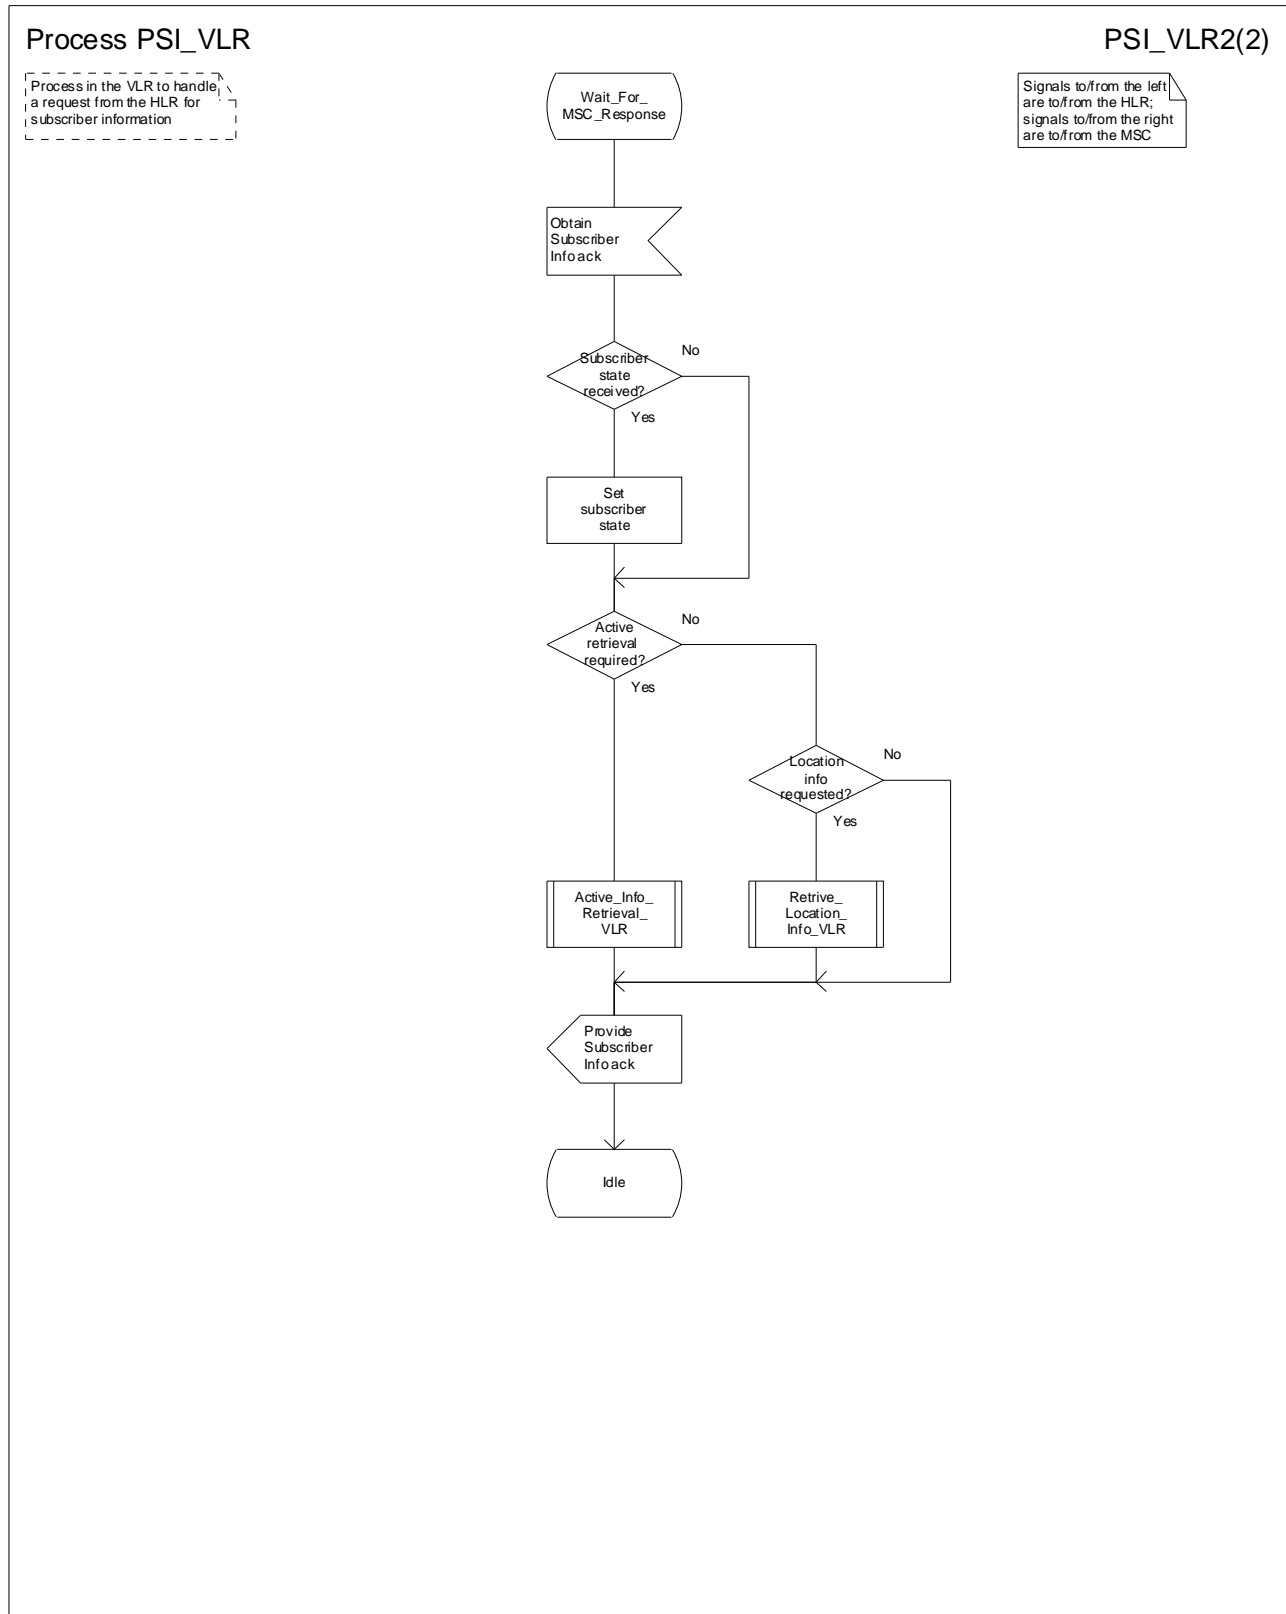 Process PSI_VLR
PSI_VLR2(2)
Process in the VLR to handle
a request from the HLR for
subscriber information
Signals to/from the left
are to/from the HLR;
signals to/from the right
are to/from the MSC
Wait_For_
MSC_Response
Obtain
Subscriber
Info ack
Subscriber
state
received?
No
Yes
Set
subscriber
state
Active
retrieval
required?
No
Yes
Location
info
requested?
No
Yes
Active_Info_
Retrieval_
VLR
Retrive_
Location_
Info_VLR
Provide
Subscriber
Info ack
Idle